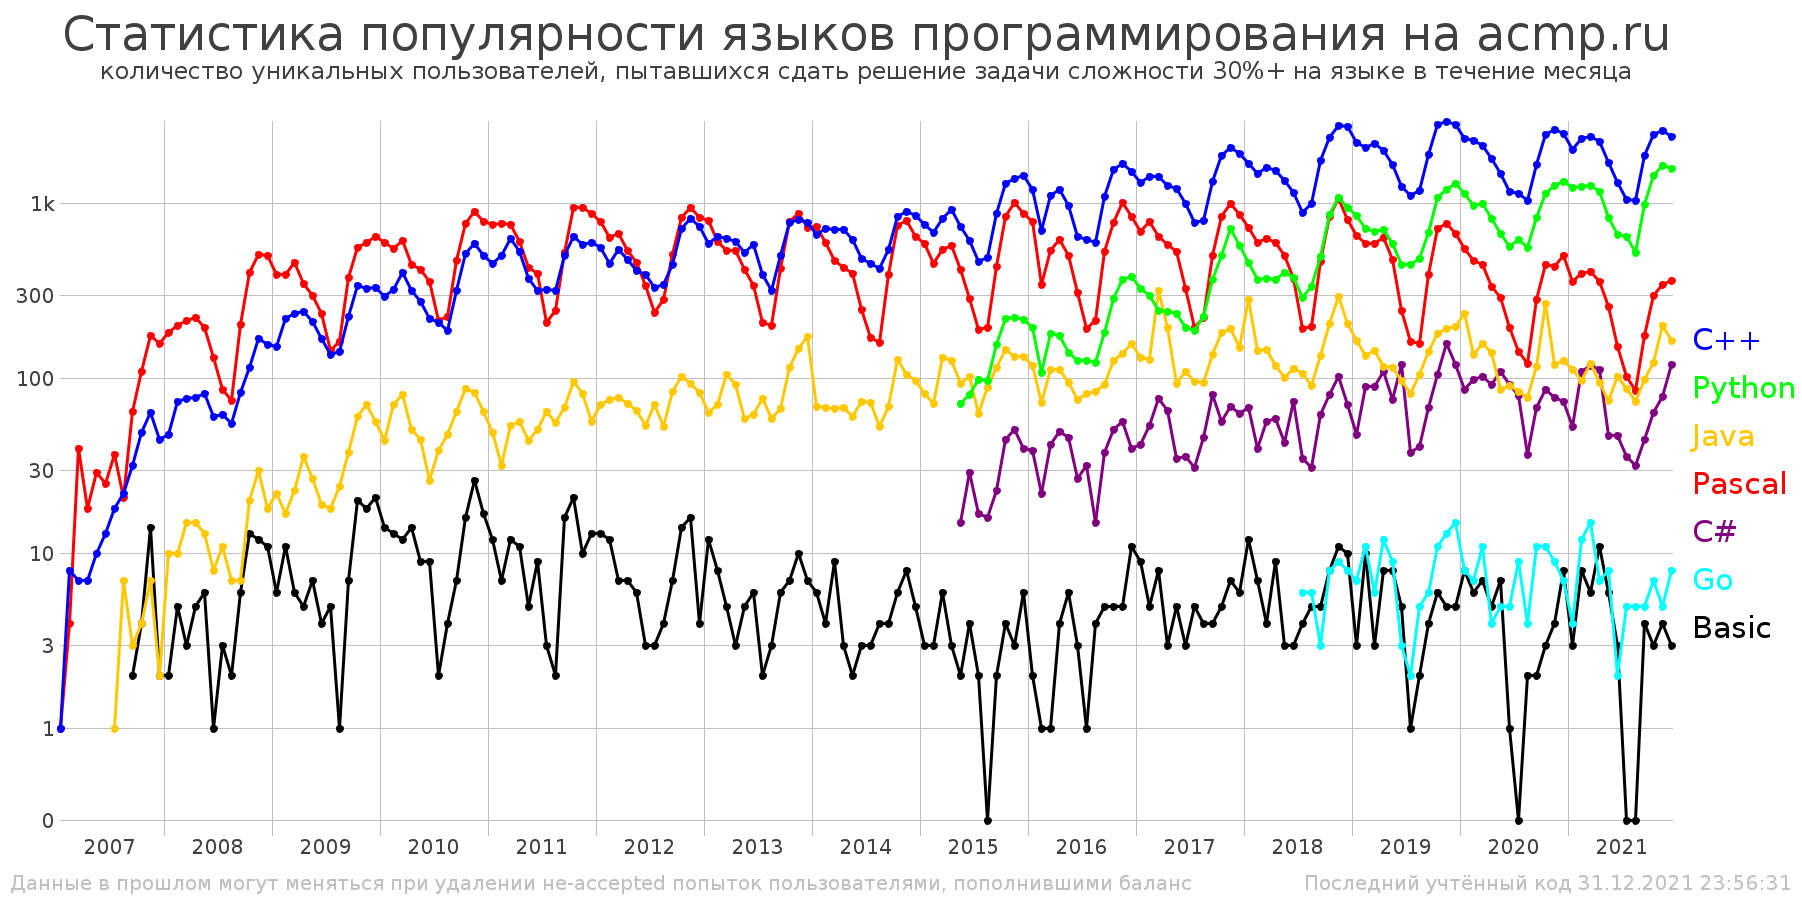 Статистика популярности языков программирования на acmp.ru
количество уникальных пользователей, пытавшихся сдать решение задачи сложности 30%+ на языке в течение месяца
1k
300
100
30
10
3
1
0
C++
Python
Java
Pascal
C#
Go
Basic
2007 2008 2009 2010 2011 2012 2013 2014 2015 2016 2017 2018 2019 2020 2021
Данные в прошлом могут меняться при удалении не-accepted попыток пользователями, пополнившими баланс
Последний учтённый код 31.12.2021 23:56:31